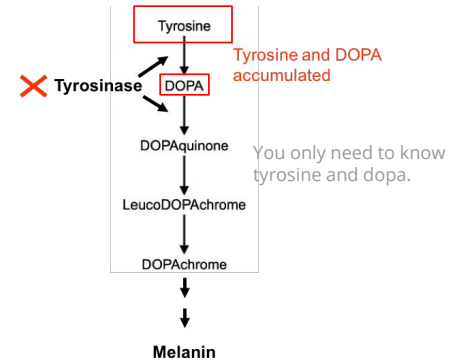 Tyrosine
Tyrosine and DOPA
accumulated
Tyrosinase
DOPA
DOPAquinone
You only need to know
tyrosine and dopa.
LeucoDOPAchrome
DOPAchrome
Melanin